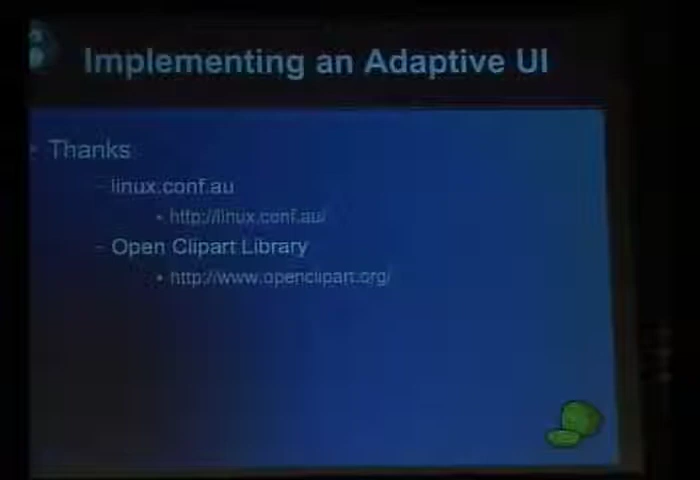 Implementing an Adaptive UI
Thanks
– linux.conf.au
• http://linux.conf.au/
– Open Clipart Library
• http://www.openclipart.org/